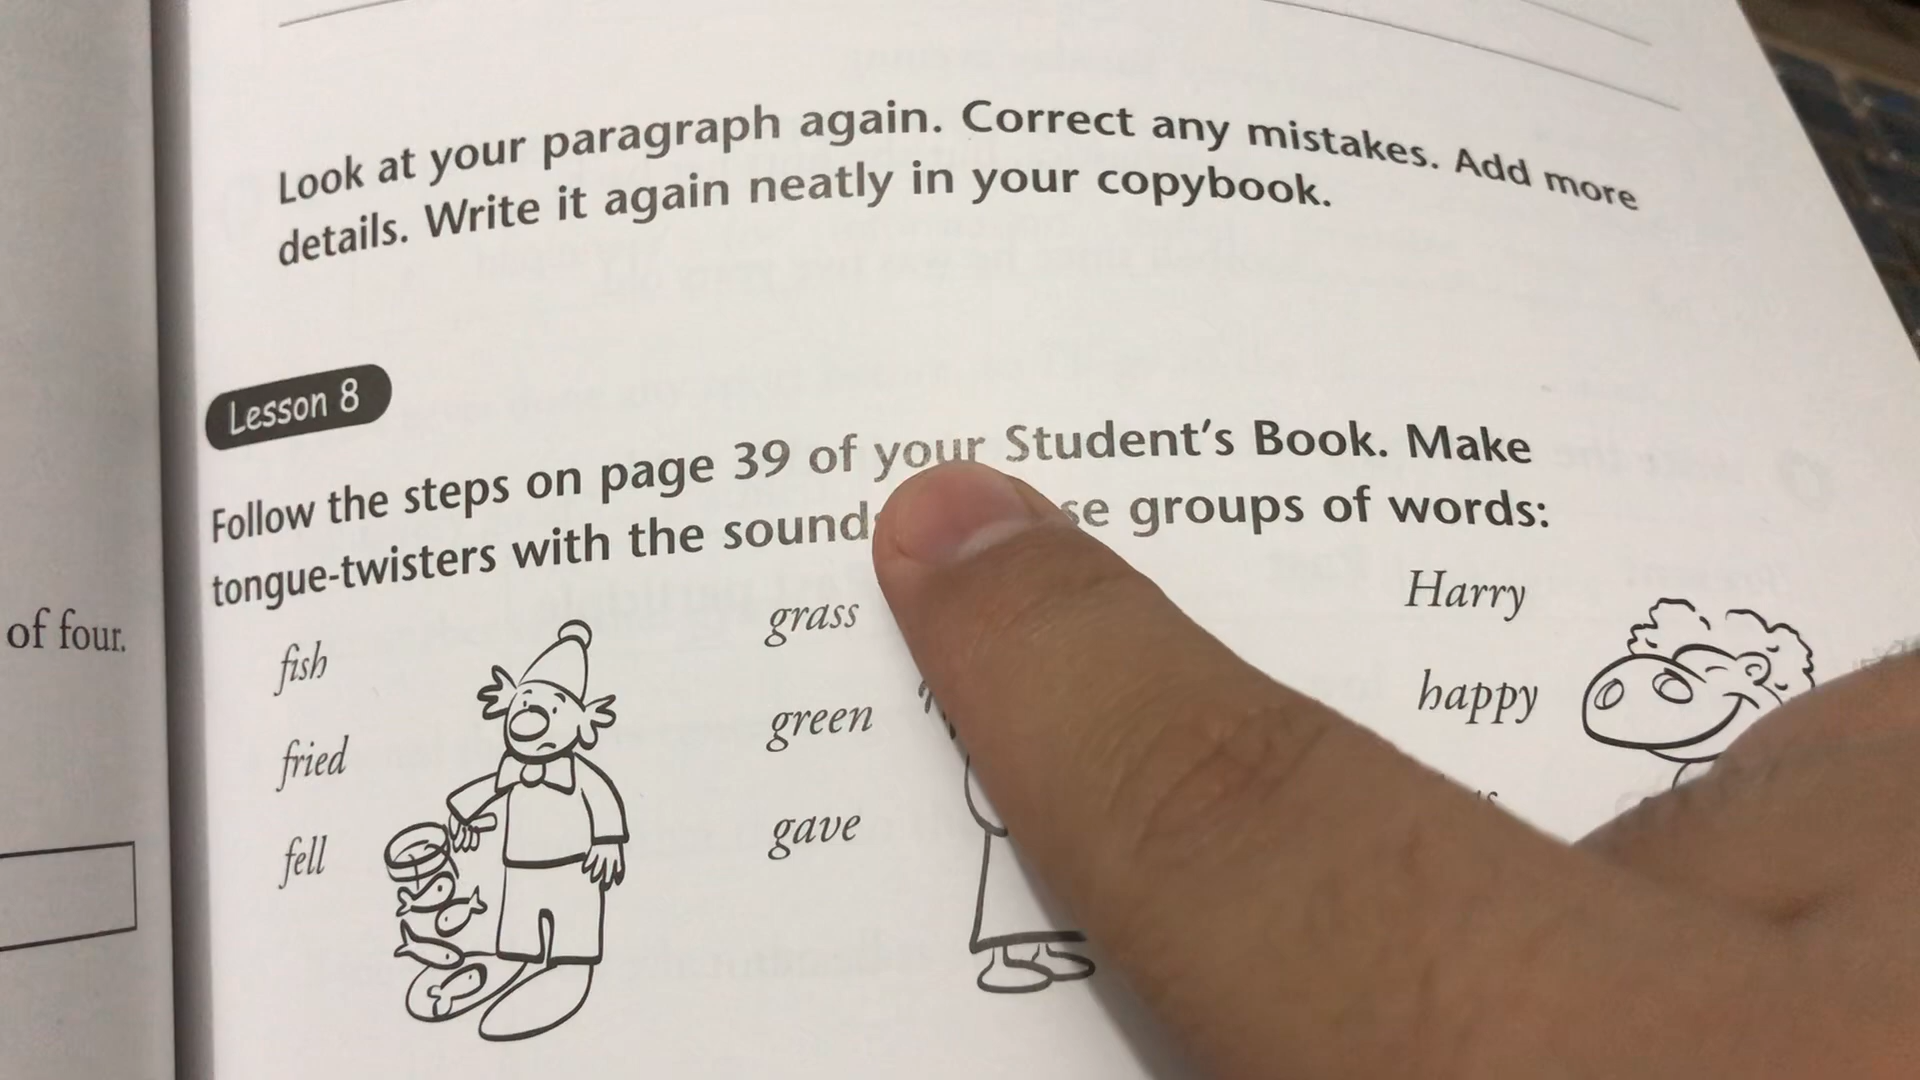 Look at your paragraph again. Correct any mistakes. Add more
details. Write it again neatly in your copybook.
Lesson 8
Follow the steps on page 39 of your Student's Book. Make
tongue-twisters with the sound se groups of words:
of four.
fish
fried
fell
grass
green
gave
Harry
happy